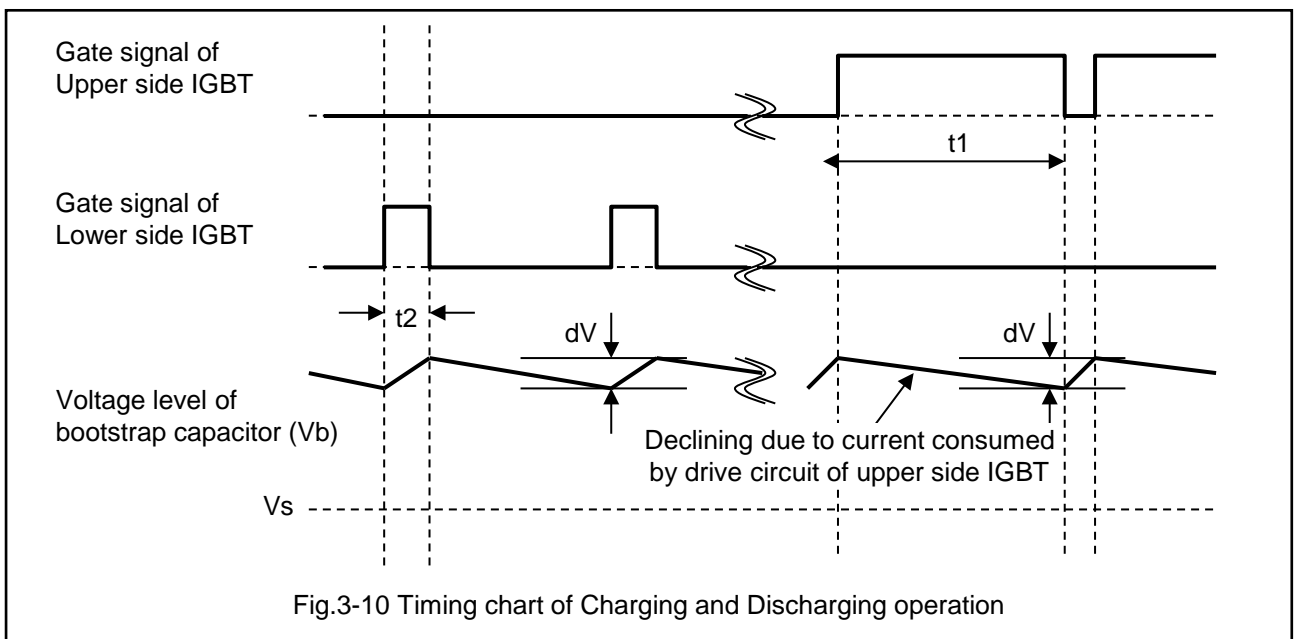 Gate signal of
Upper side IGBT
t1
Gate signal of
Lower side IGBT
t2
dV
dV
Voltage level of
bootstrap capacitor (Vb)
Declining due to current consumed
by drive circuit of upper side IGBT
Vs
Fig.3-10 Timing chart of Charging and Discharging operation